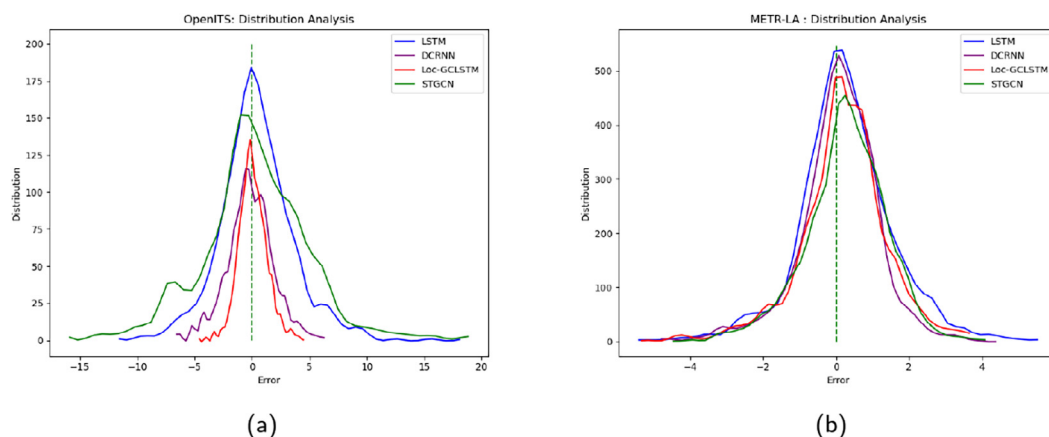 OpenITS: Distribution Analysis
LSTM
DCRNN
Loc-GCLSTM
STGCN
200
175
150
125
100
75
50
25
0
Distribution
−15
−10
−5
0
5
10
15
20
Error
(a)
METR-LA : Distribution Analysis
LSTM
DCRNN
Loc-GCLSTM
STGCN
500
400
300
200
100
0
Distribution
−4
−2
0
2
4
Error
(b)